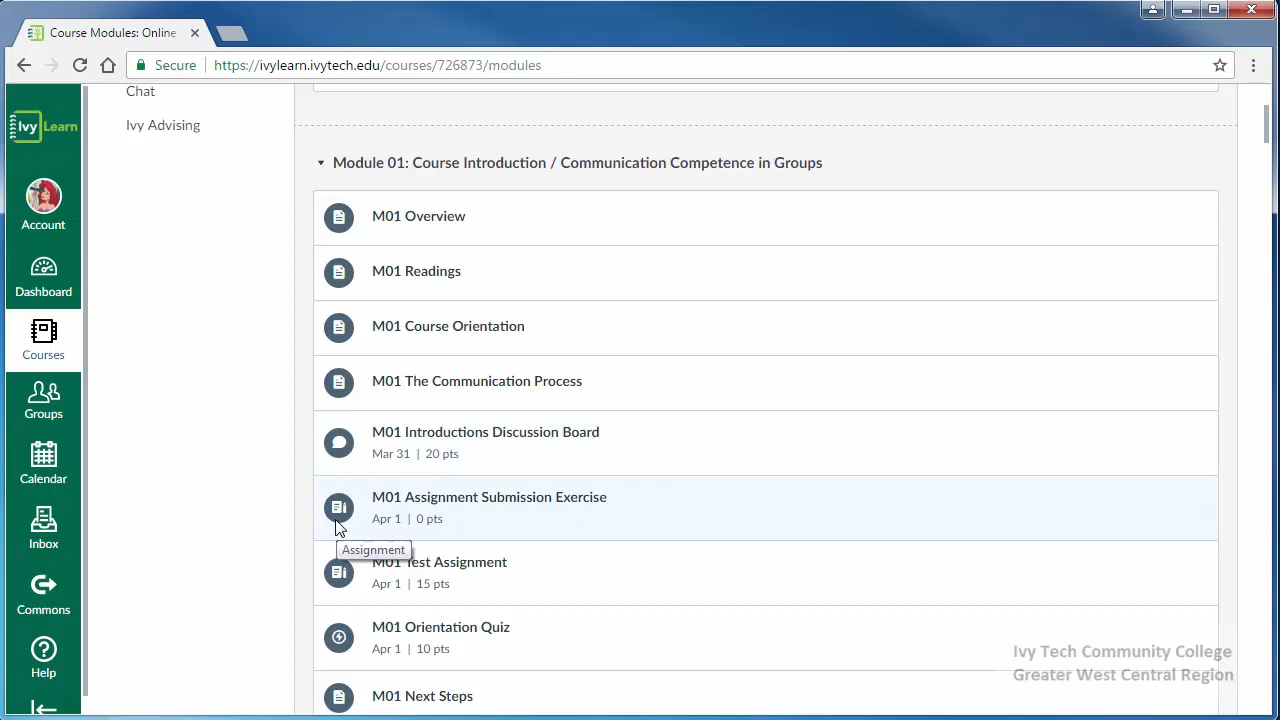 Course Modules: Online
Secure
https://ivylearn.ivytech.edu/courses/726873/modules
Ivy Learn
Account
Dashboard
Courses
Groups
Calendar
Inbox
Commons
Help
Chat
Ivy Advising
Module 01: Course Introduction / Communication Competence in Groups
M01 Overview
M01 Readings
M01 Course Orientation
M01 The Communication Process
M01 Introductions Discussion Board
Mar 31 | 20 pts
M01 Assignment Submission Exercise
Apr 1 | 0 pts
Assignment
M01 Test Assignment
Apr 1 | 15 pts
M01 Orientation Quiz
Apr 1 | 10 pts
M01 Next Steps
Ivy Tech Community College
Greater West Central Region